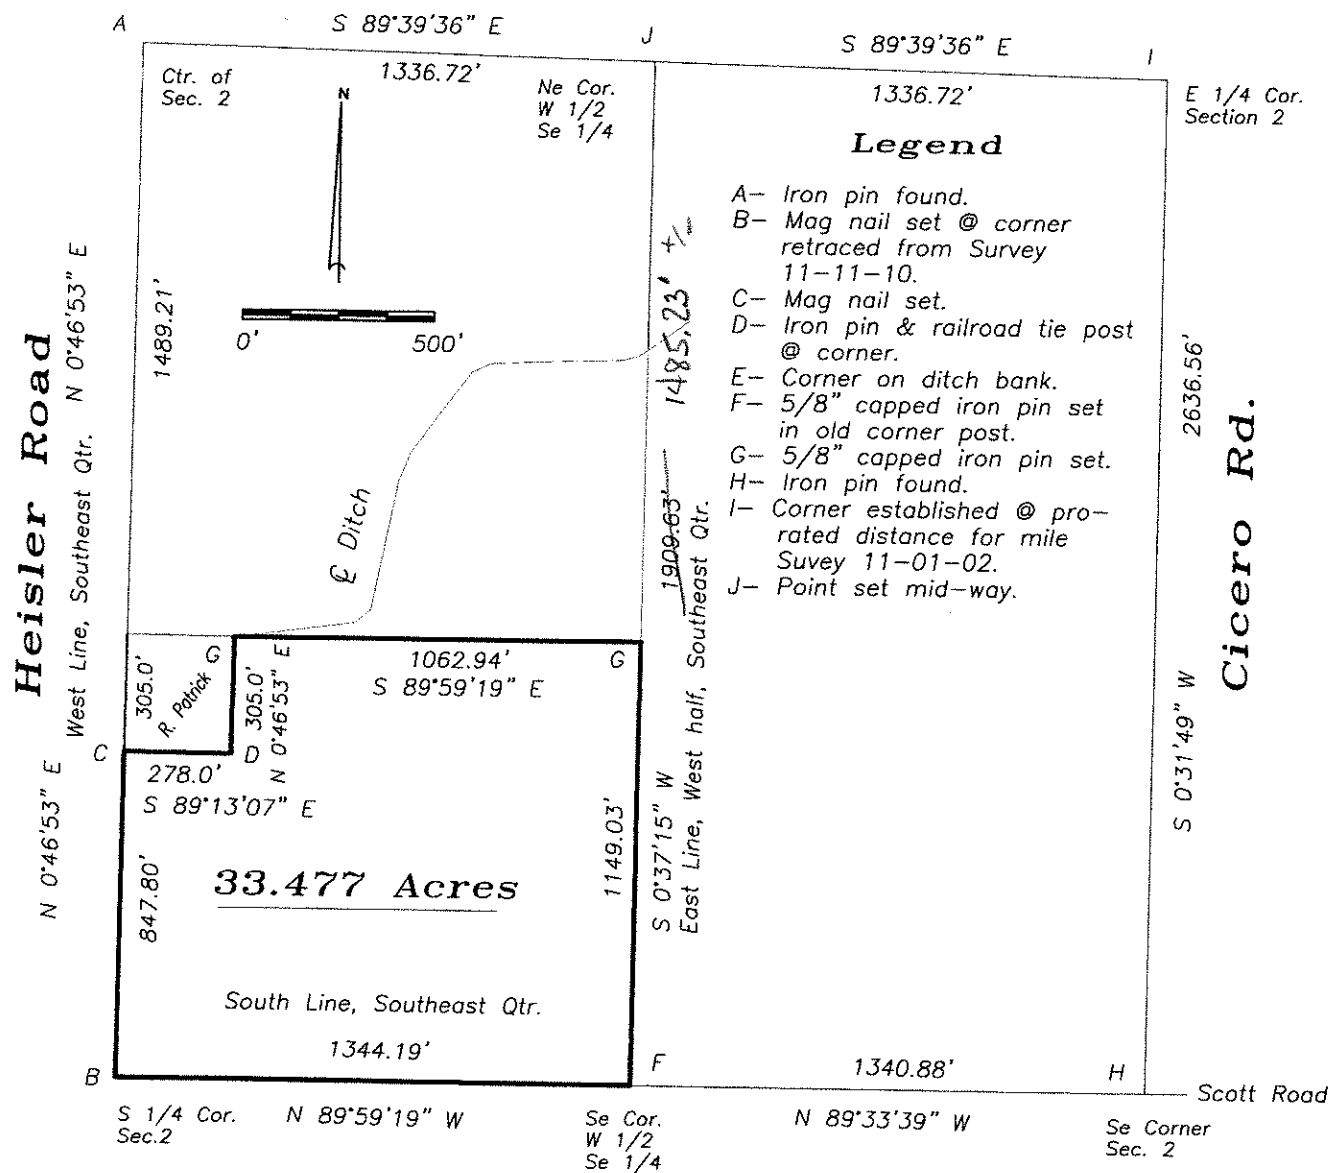 A
S 89°39'36" E
J
S 89°39'36" E
I
Ctr. of
Sec. 2
1336.72'
Ne Cor.
W 1/2
Se 1/4
1336.72'
E 1/4 Cor.
Section 2
N
0'
500'
Legend
A– Iron pin found.
B– Mag nail set @ corner
retraced from Survey
11–11–10.
C– Mag nail set.
D– Iron pin & railroad tie post
@ corner.
E– Corner on ditch bank.
F– 5/8" capped iron pin set
in old corner post.
G– 5/8" capped iron pin set.
H– Iron pin found.
I– Corner established @ pro–
rated distance for mile
Suvey 11–01–02.
J– Point set mid–way.
Heisler Road
West Line, Southeast Qtr.
N 0°46'53" E
1489.21'
N 0°46'53" E
℄ Ditch
1485.23' +/-
1909.63'
S 0°37'15" W
East Line, West half, Southeast Qtr.
2636.56'
Cicero Rd.
S 0°31'49" W
305.0'
R. Patrick
G
305.0'
N 0°46'53" E
1062.94'
G
S 89°59'19" E
C
D
278.0'
S 89°13'07" E
847.80'
1149.03'
33.477 Acres
South Line, Southeast Qtr.
1344.19'
B
F
1340.88'
H
Scott Road
S 1/4 Cor.
Sec.2
N 89°59'19" W
Se Cor.
W 1/2
Se 1/4
N 89°33'39" W
Se Corner
Sec. 2